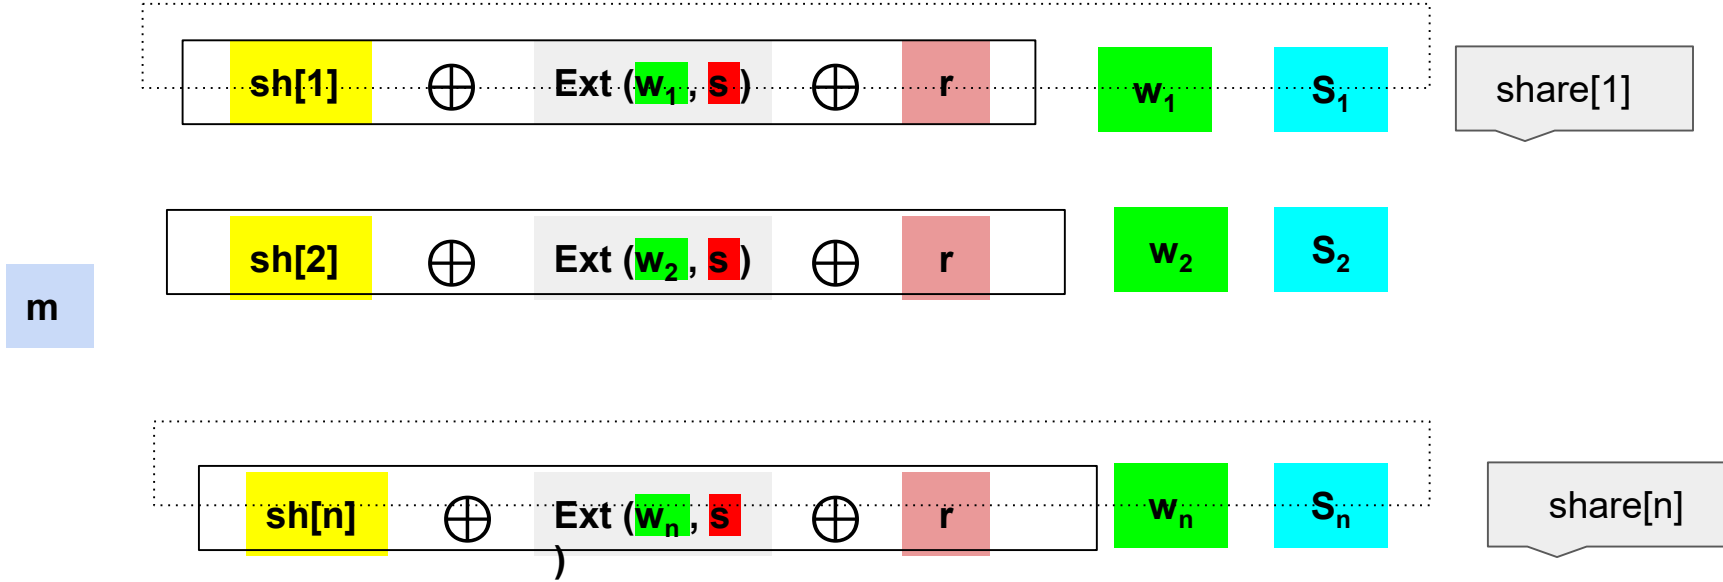 sh[1] ⊕ Ext (w₁ , s ) ⊕ r w₁ S₁ share[1]
sh[2] ⊕ Ext (w₂ , s ) ⊕ r w₂ S₂
m
sh[n] ⊕ Ext (wₙ , s ⊕ r wₙ Sₙ share[n]
)